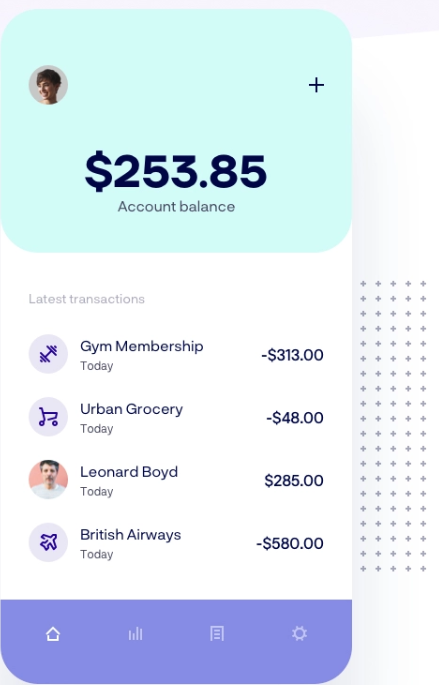 $253.85
Account balance
Latest transactions
Gym Membership
Today
-$313.00
Urban Grocery
Today
-$48.00
Leonard Boyd
Today
$285.00
British Airways
Today
-$580.00